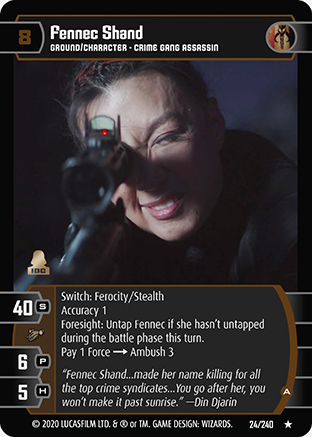 8
Fennec Shand
GROUND/CHARACTER - CRIME GANG ASSASSIN
IDC
40 S
6 P
5 H
Switch: Ferocity/Stealth
Accuracy 1
Foresight: Untap Fennec if she hasn't untapped
during the battle phase this turn.
Pay 1 Force → Ambush 3
"Fennec Shand...made her name killing for all
the top crime syndicates...You go after her, you
won't make it past sunrise." —Din Djarin
A
© 2020 LUCASFILM LTD. & ® or TM. GAME DESIGN: WIZARDS. 24/240 ★